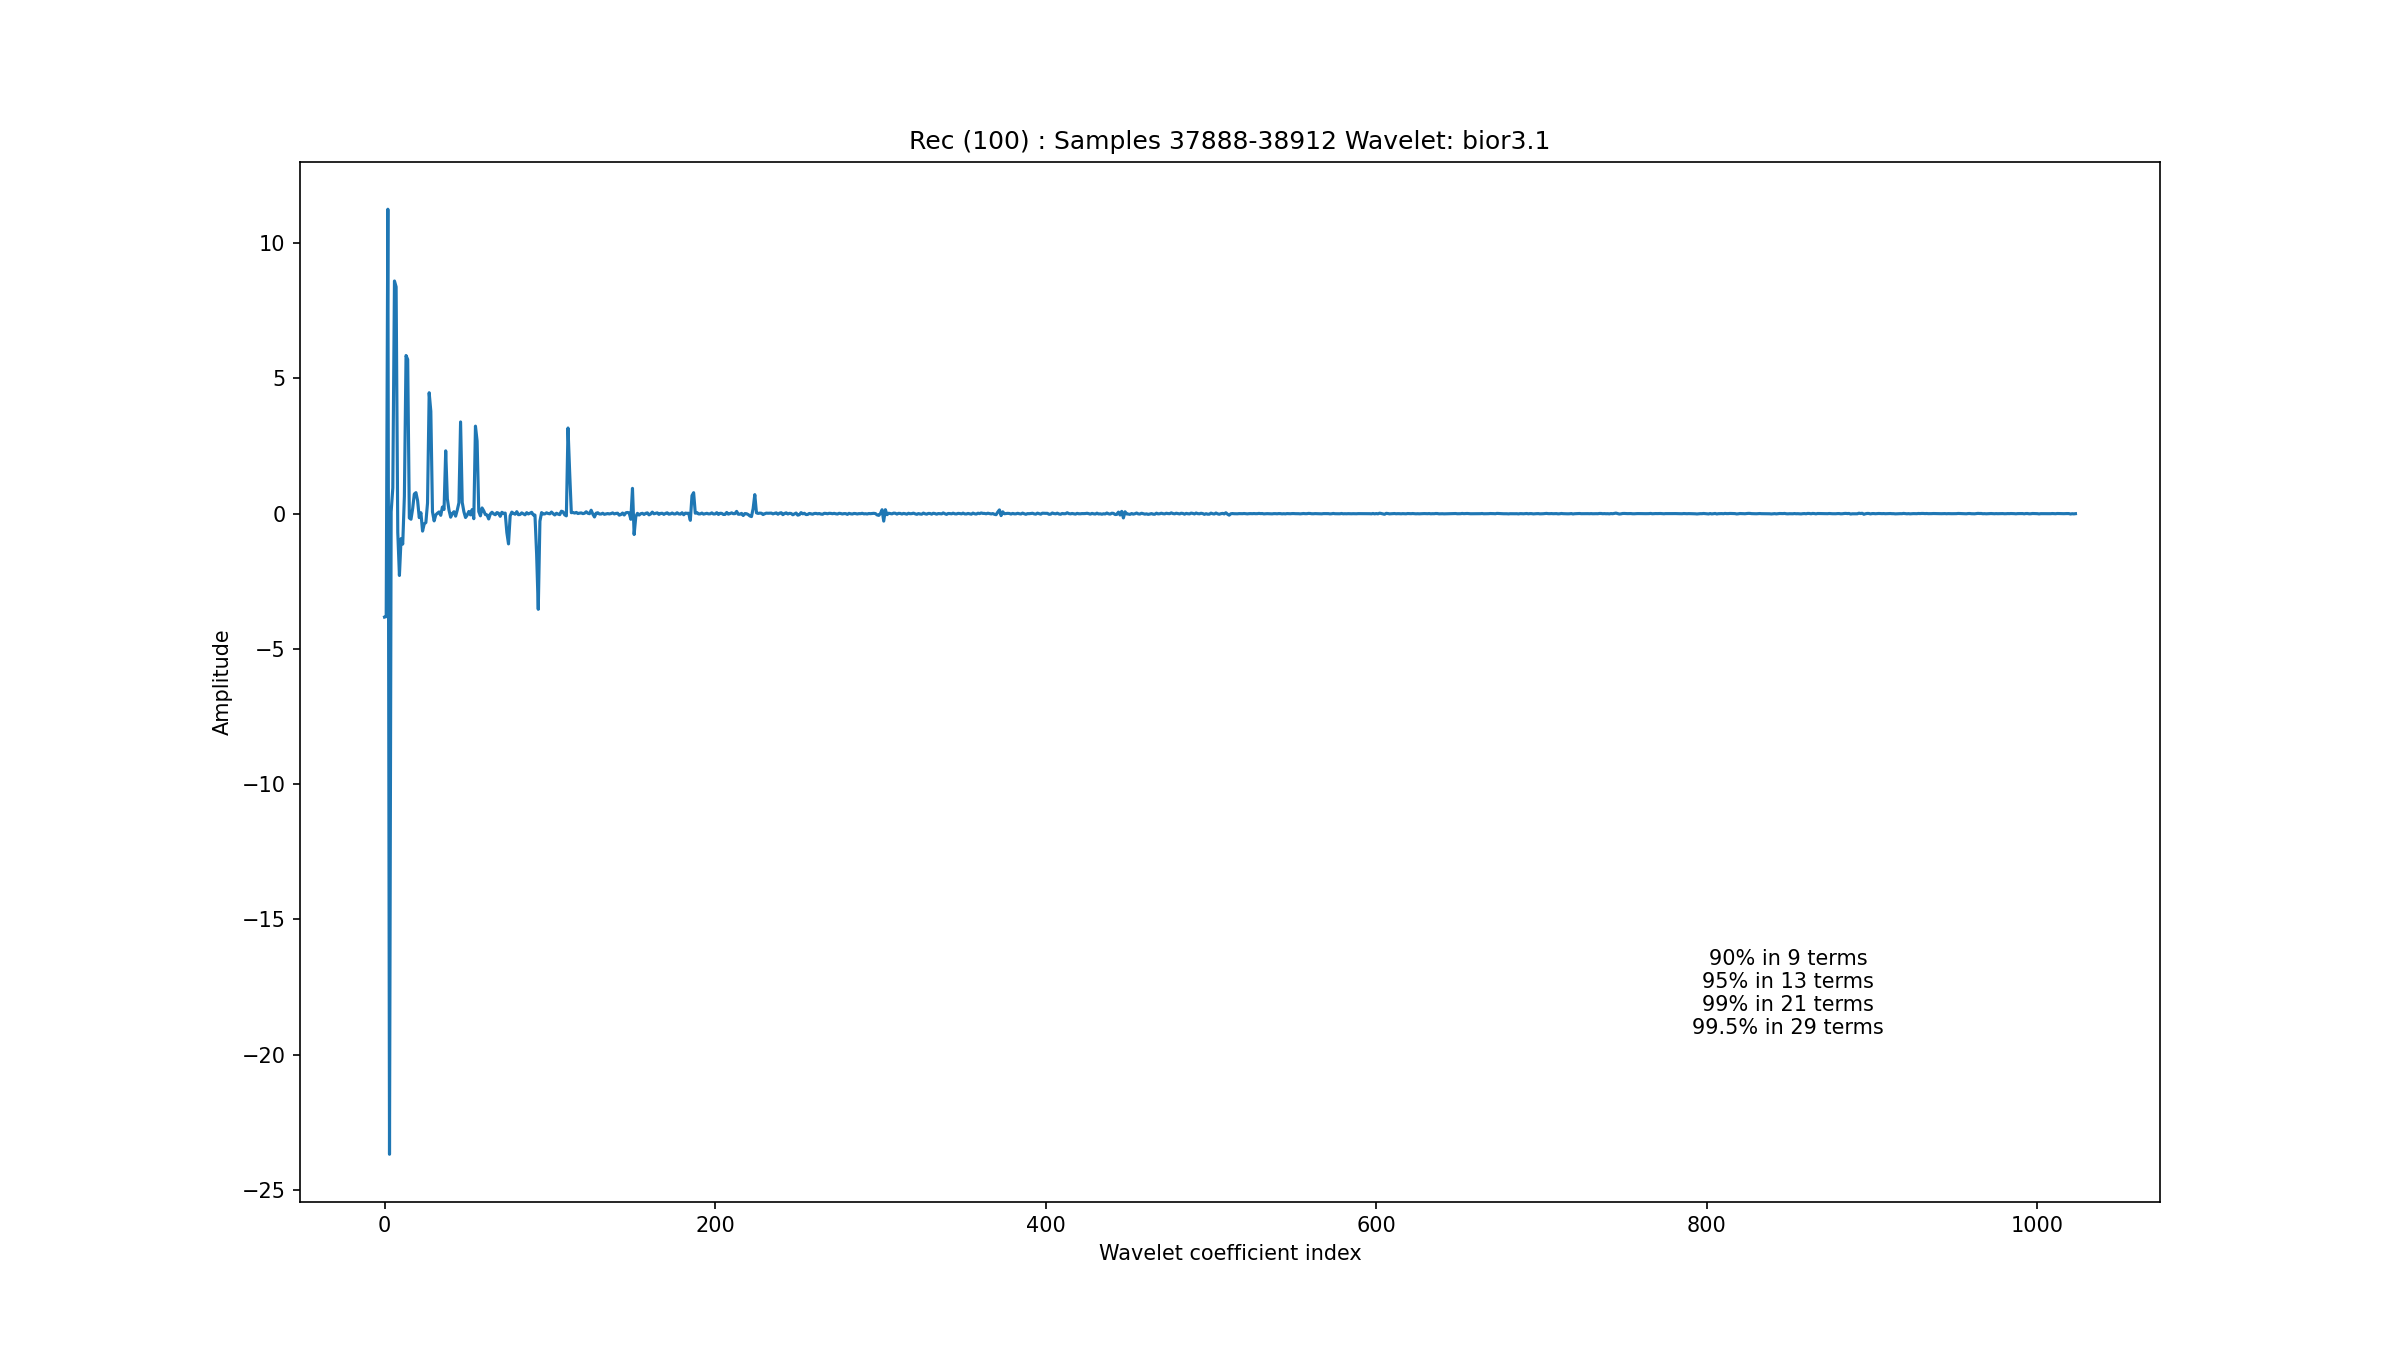 Rec (100) : Samples 37888-38912 Wavelet: bior3.1
10
5
0
−5
−10
−15
−20
−25
Amplitude
90% in 9 terms
95% in 13 terms
99% in 21 terms
99.5% in 29 terms
0 200 400 600 800 1000
Wavelet coefficient index